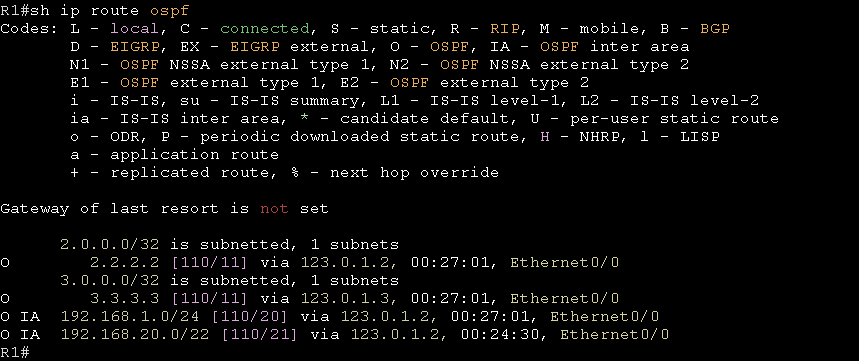 R1#sh ip route ospf
Codes: L - local, C - connected, S - static, R - RIP, M - mobile, B - BGP
       D - EIGRP, EX - EIGRP external, O - OSPF, IA - OSPF inter area
       N1 - OSPF NSSA external type 1, N2 - OSPF NSSA external type 2
       E1 - OSPF external type 1, E2 - OSPF external type 2
       i - IS-IS, su - IS-IS summary, L1 - IS-IS level-1, L2 - IS-IS level-2
       ia - IS-IS inter area, * - candidate default, U - per-user static route
       o - ODR, P - periodic downloaded static route, H - NHRP, l - LISP
       a - application route
       + - replicated route, % - next hop override

Gateway of last resort is not set

      2.0.0.0/32 is subnetted, 1 subnets
O        2.2.2.2 [110/11] via 123.0.1.2, 00:27:01, Ethernet0/0
      3.0.0.0/32 is subnetted, 1 subnets
O        3.3.3.3 [110/11] via 123.0.1.3, 00:27:01, Ethernet0/0
O IA  192.168.1.0/24 [110/20] via 123.0.1.2, 00:27:01, Ethernet0/0
O IA  192.168.20.0/22 [110/21] via 123.0.1.2, 00:24:30, Ethernet0/0
R1#